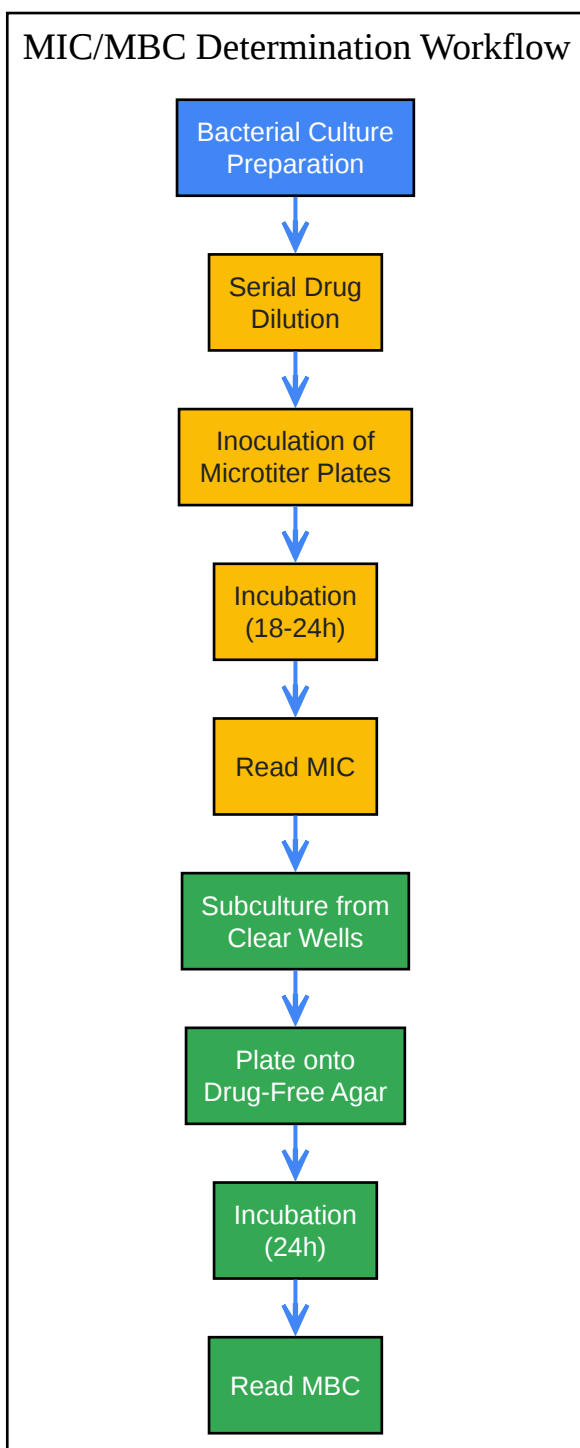 MIC/MBC Determination Workflow
Bacterial Culture
Preparation
Serial Drug
Dilution
Inoculation of
Microtiter Plates
Incubation
(18-24h)
Read MIC
Subculture from
Clear Wells
Plate onto
Drug-Free Agar
Incubation
(24h)
Read MBC